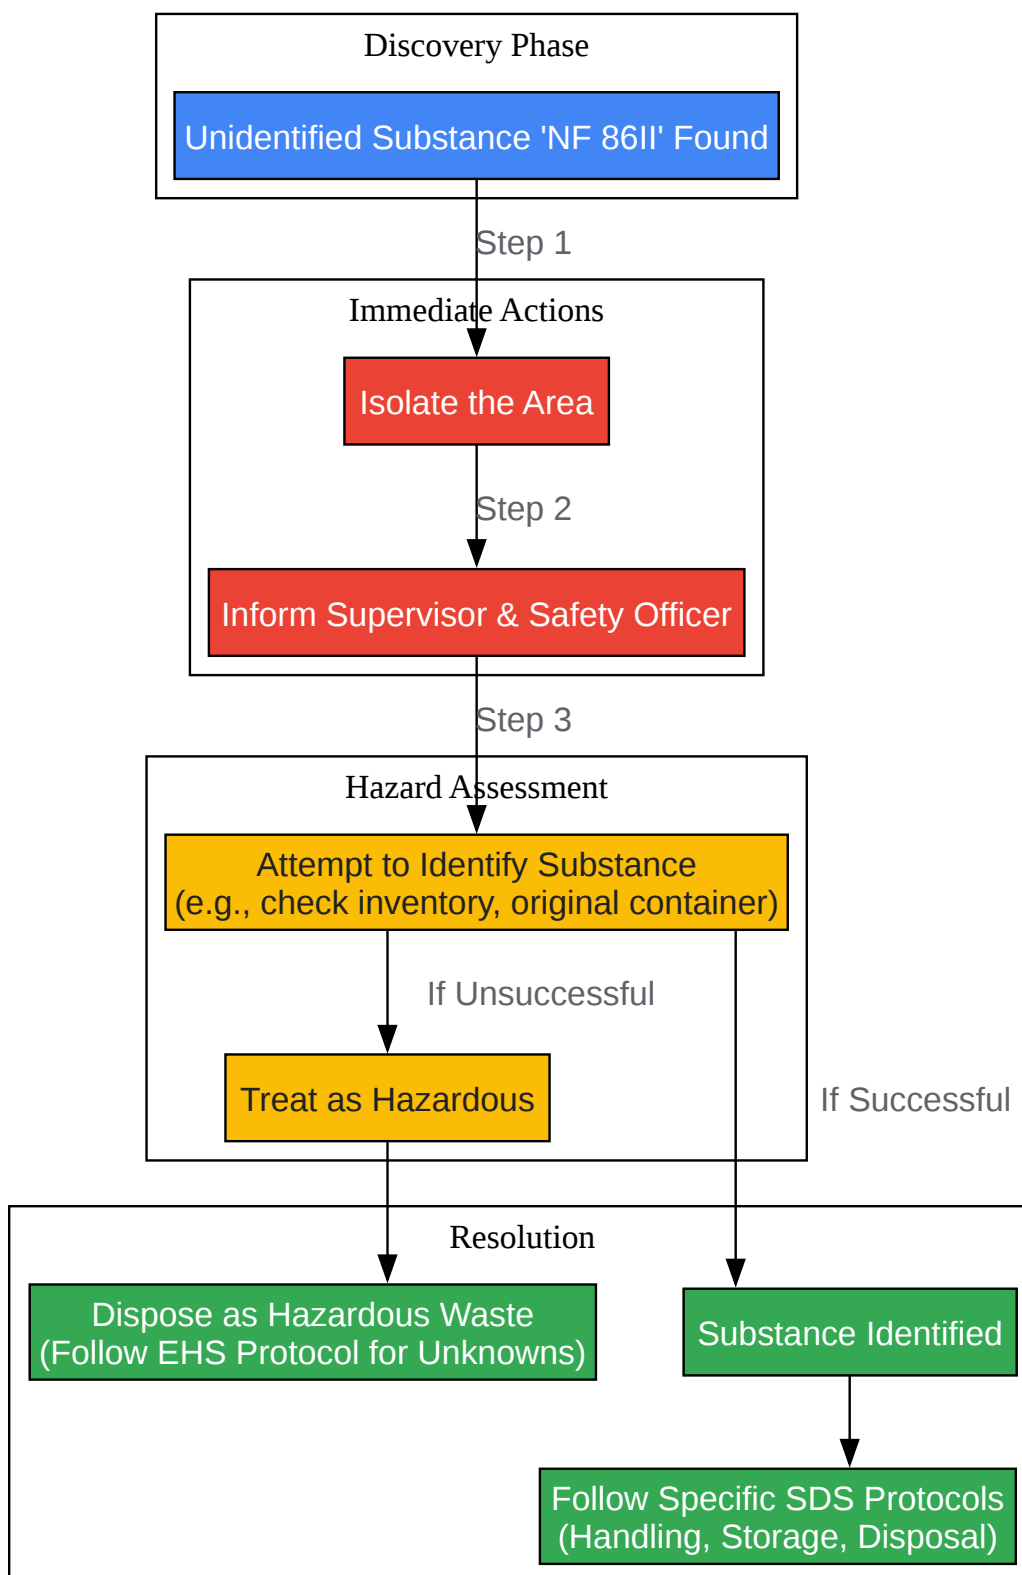 Discovery Phase
Unidentified Substance 'NF 86II' Found
Step 1
Immediate Actions
Isolate the Area
Step 2
Inform Supervisor & Safety Officer
Step 3
Hazard Assessment
Attempt to Identify Substance
(e.g., check inventory, original container)
If Unsuccessful
Treat as Hazardous
If Successful
Resolution
Dispose as Hazardous Waste
(Follow EHS Protocol for Unknowns)
Substance Identified
Follow Specific SDS Protocols
(Handling, Storage, Disposal)